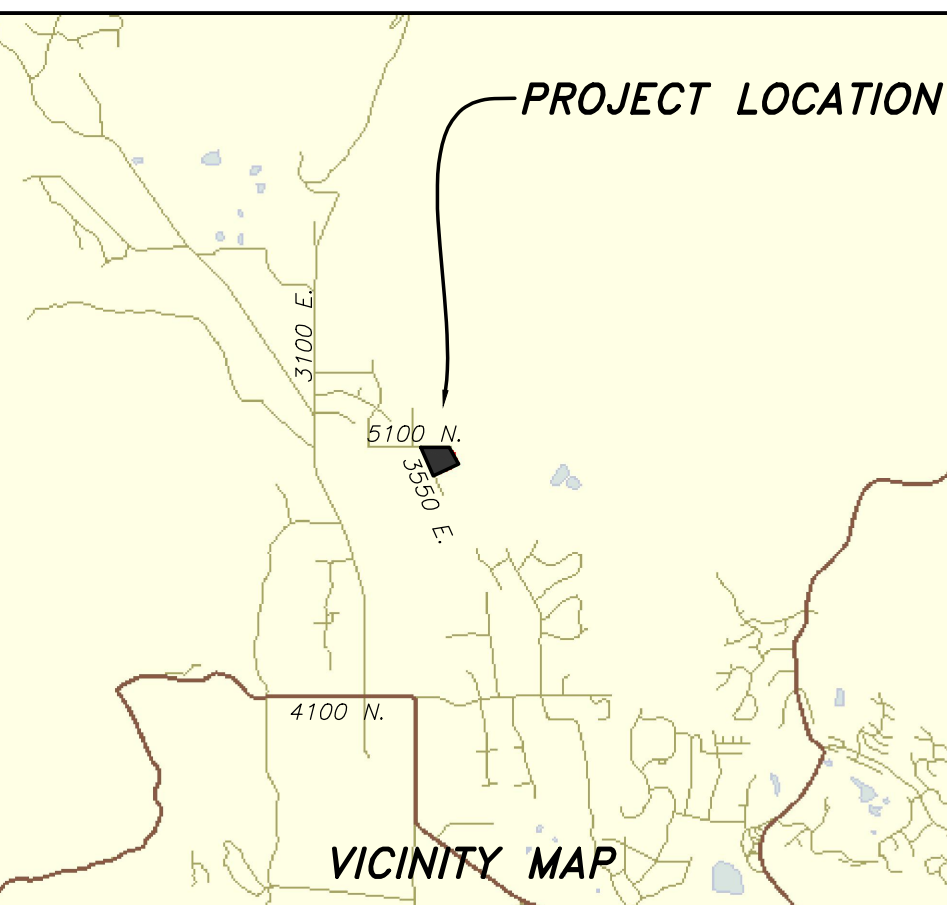 PROJECT LOCATION
3100 E.
5100 N.
3550 E.
4100 N.
VICINITY MAP